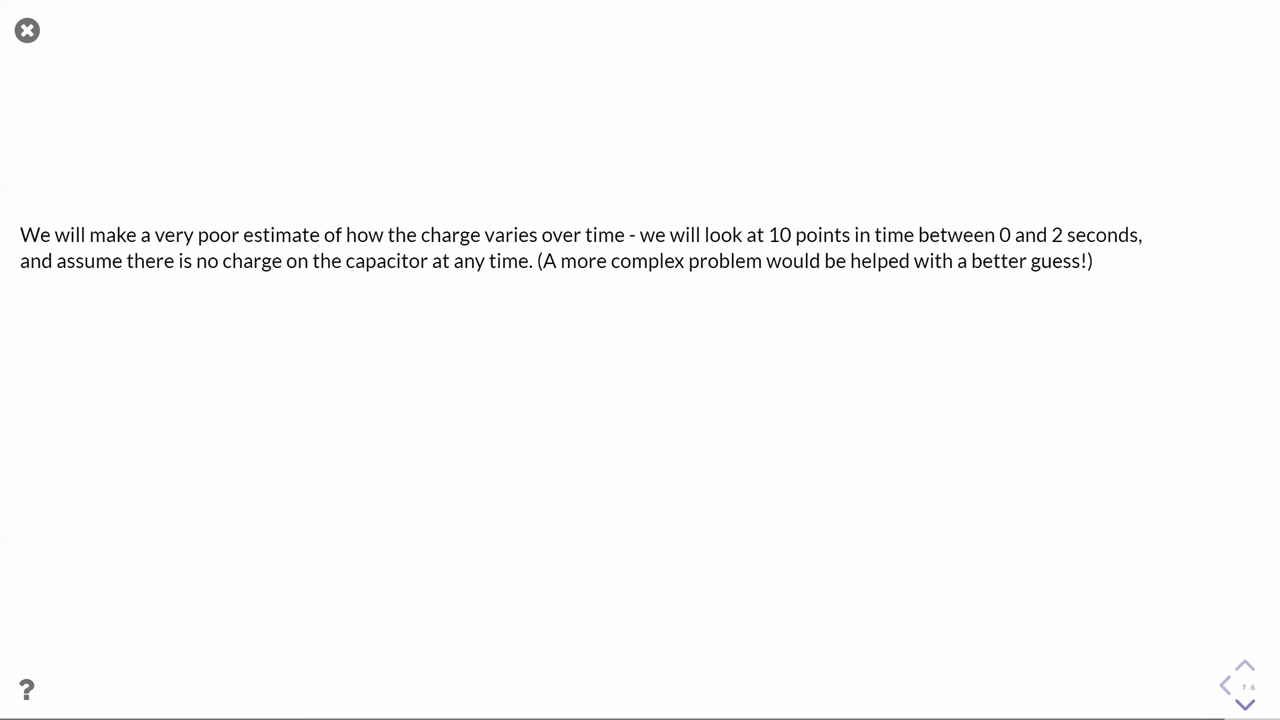 We will make a very poor estimate of how the charge varies over time - we will look at 10 points in time between 0 and 2 seconds,
and assume there is no charge on the capacitor at any time. (A more complex problem would be helped with a better guess!)
?
7.6